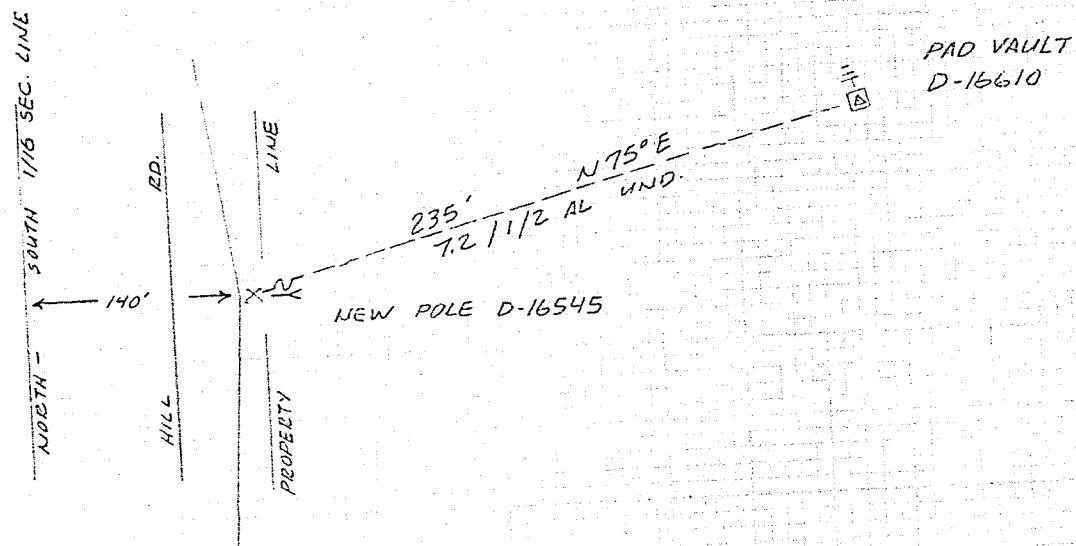 NORTH - SOUTH 1/16 SEC. LINE
HILL RD.
PROPERTY LINE
140'
NEW POLE D-16545
235'
7.2 / 1/2 AL UND.
N 75° E
PAD VAULT
D-16610